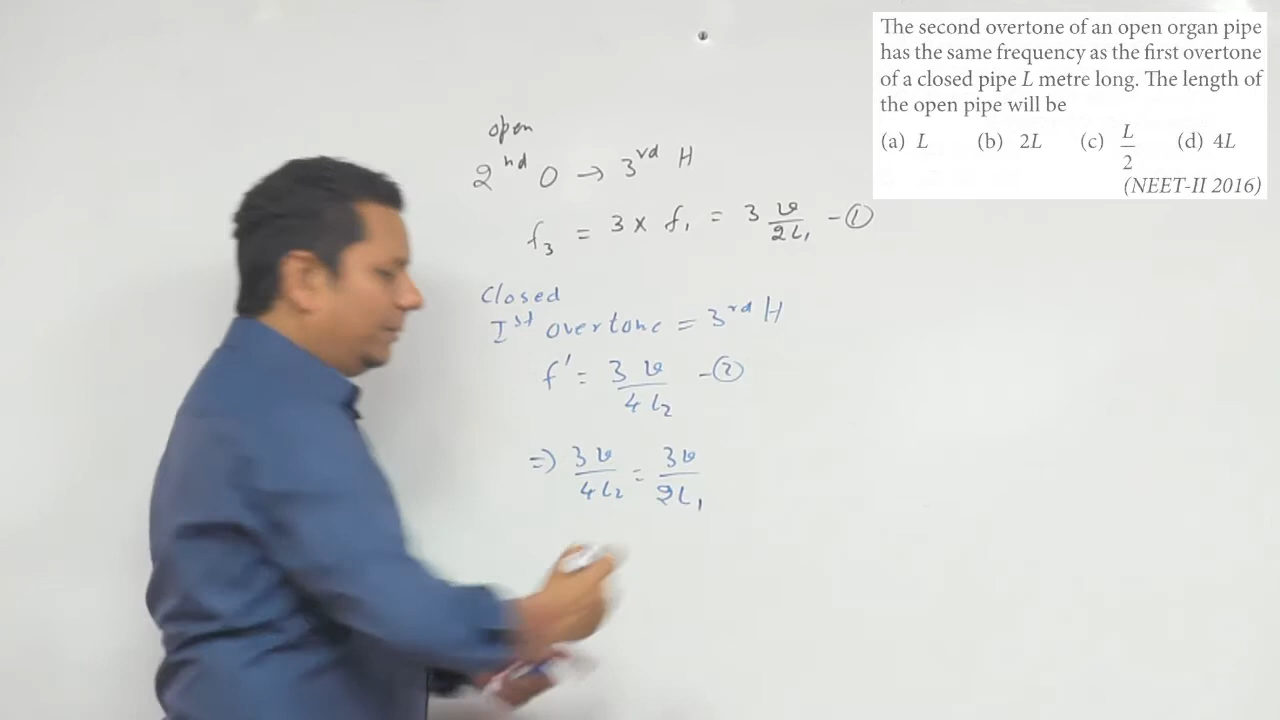 The second overtone of an open organ pipe
has the same frequency as the first overtone
of a closed pipe L metre long. The length of
the open pipe will be
(a) L (b) 2L (c) L/2 (d) 4L
(NEET-II 2016)
open
2nd O → 3rd H
f₃ = 3 × f₁ = 3 v/2L₁ - ①
Closed
Ist overtone = 3rd H
f' = 3v/4L₂ - ②
⇒ 3v/4L₂ = 3v/2L₁